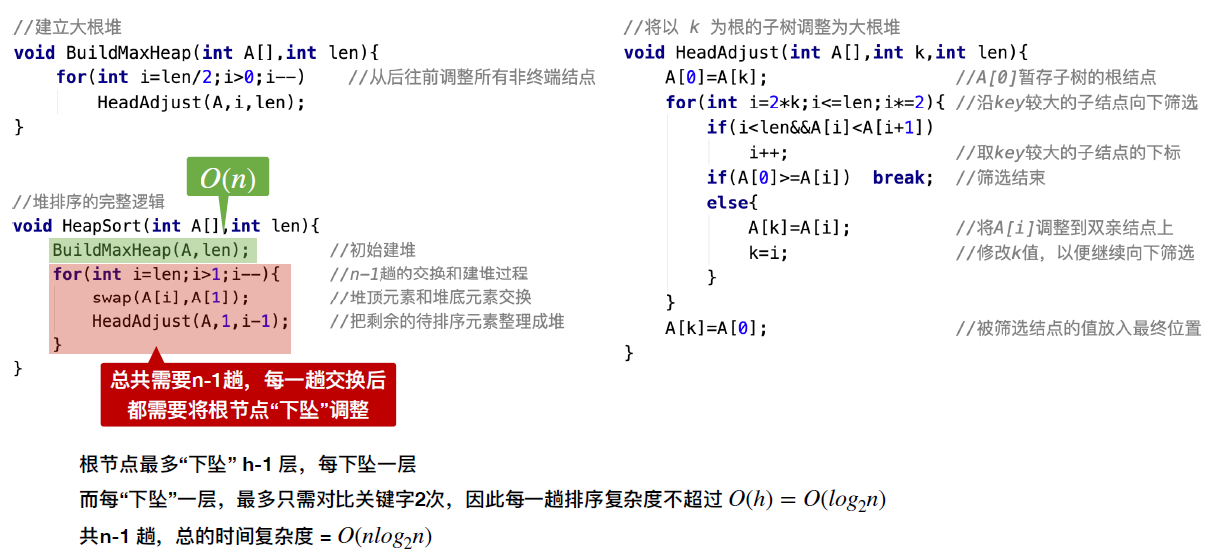 //建立大根堆
void BuildMaxHeap(int A[],int len){
    for(int i=len/2;i>0;i--)    //从后往前调整所有非终端结点
        HeadAdjust(A,i,len);
}
O(n)
//堆排序的完整逻辑
void HeapSort(int A[],int len){
    BuildMaxHeap(A,len);    //初始建堆
    for(int i=len;i>1;i--){    //n-1趟的交换和建堆过程
        swap(A[i],A[1]);    //堆顶元素和堆底元素交换
        HeadAdjust(A,1,i-1);    //把剩余的待排序元素整理成堆
    }
}
总共需要n-1趟，每一趟交换后
都需要将根节点“下坠”调整
//将以 k 为根的子树调整为大根堆
void HeadAdjust(int A[],int k,int len){
    A[0]=A[k];    //A[0]暂存子树的根结点
    for(int i=2*k;i<=len;i*=2){    //沿key较大的子结点向下筛选
        if(i<len&&A[i]<A[i+1])
            i++;    //取key较大的子结点的下标
        if(A[0]>=A[i])  break;    //筛选结束
        else{
            A[k]=A[i];    //将A[i]调整到双亲结点上
            k=i;    //修改k值，以便继续向下筛选
        }
    }
    A[k]=A[0];    //被筛选结点的值放入最终位置
}
根节点最多“下坠” h-1 层，每下坠一层
而每“下坠”一层，最多只需对比关键字2次，因此每一趟排序复杂度不超过 O(h) = O(log₂n)
共n-1 趟，总的时间复杂度 = O(nlog₂n)